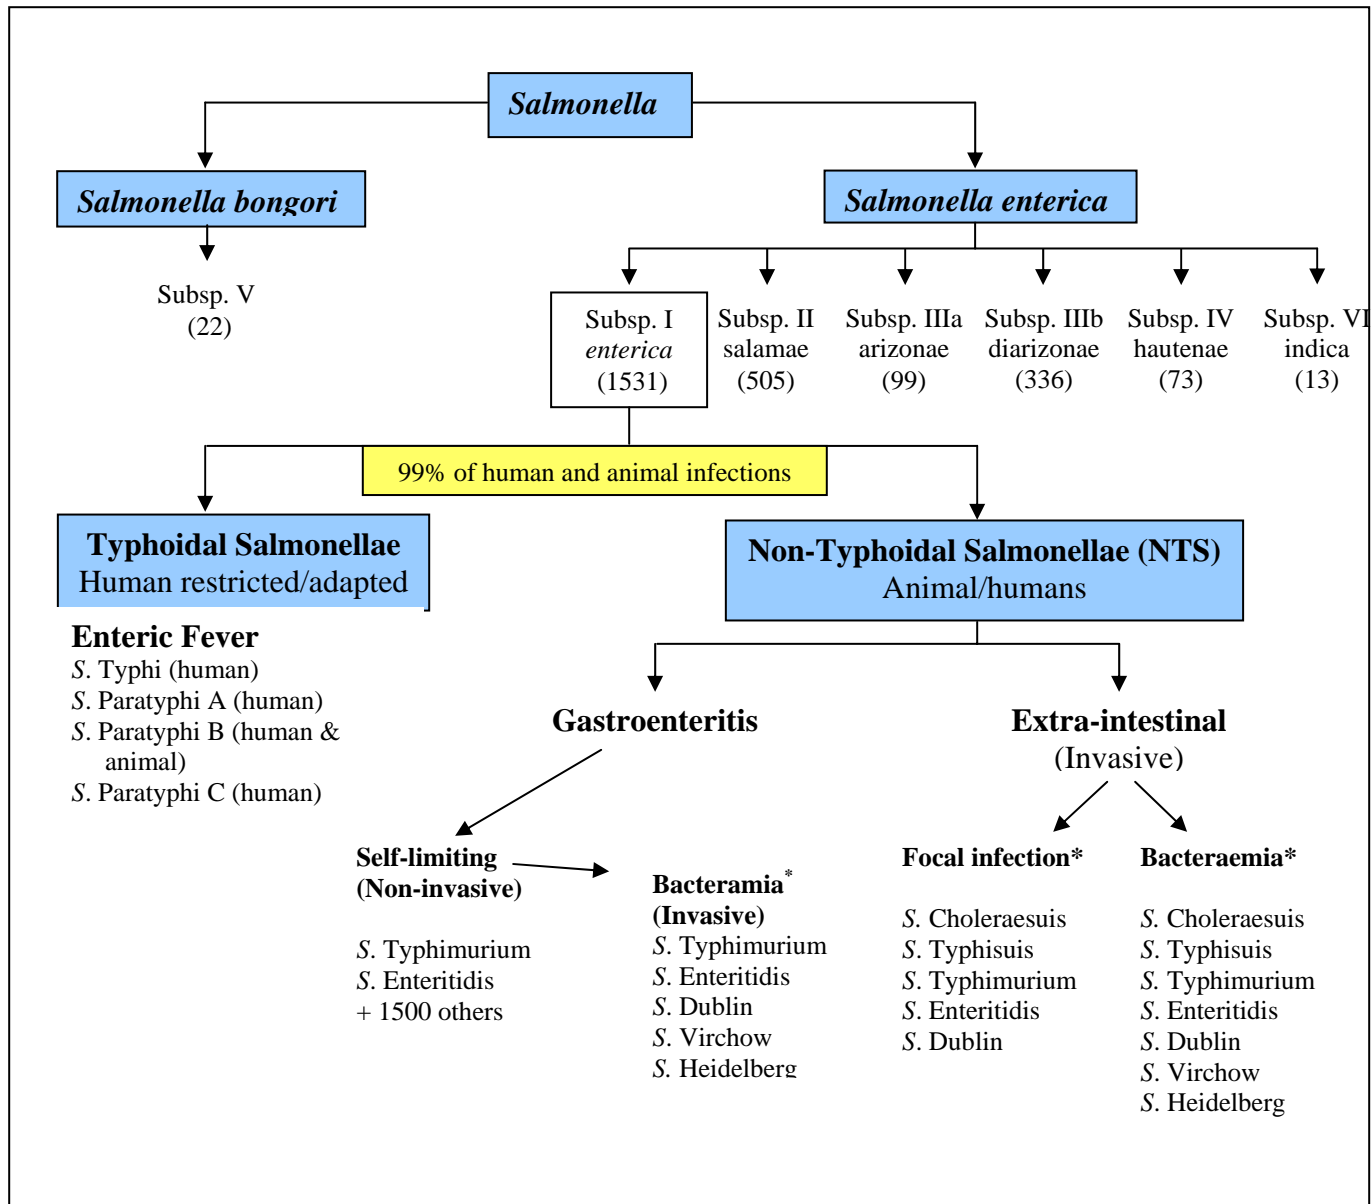 Salmonella
Salmonella bongori
Salmonella enterica
Subsp. V
(22)
Subsp. I
enterica
(1531)
Subsp. II
salamae
(505)
Subsp. IIIa
arizonae
(99)
Subsp. IIIb
diarizonae
(336)
Subsp. IV
hautenae
(73)
Subsp. VI
indica
(13)
99% of human and animal infections
Typhoidal Salmonellae
Human restricted/adapted
Non-Typhoidal Salmonellae (NTS)
Animal/humans
Enteric Fever
S. Typhi (human)
S. Paratyphi A (human)
S. Paratyphi B (human &
animal)
S. Paratyphi C (human)
Gastroenteritis
Extra-intestinal
(Invasive)
Self-limiting
(Non-invasive)
S. Typhimurium
S. Enteritidis
+ 1500 others
Bacteramia*
(Invasive)
S. Typhimurium
S. Enteritidis
S. Dublin
S. Virchow
S. Heidelberg
Focal infection*
S. Choleraesuis
S. Typhisuis
S. Typhimurium
S. Enteritidis
S. Dublin
Bacteraemia*
S. Choleraesuis
S. Typhisuis
S. Typhimurium
S. Enteritidis
S. Dublin
S. Virchow
S. Heidelberg